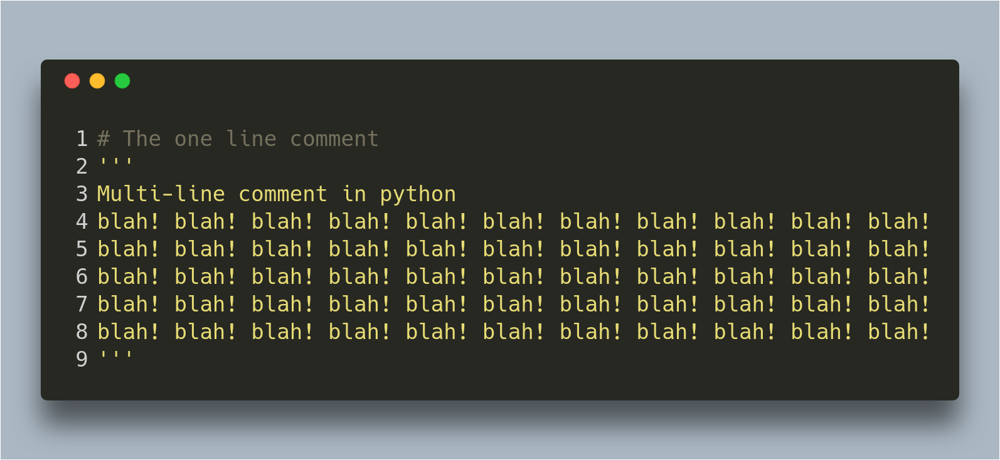 1 # The one line comment
2 '''
3 Multi-line comment in python
4 blah! blah! blah! blah! blah! blah! blah! blah! blah! blah! blah!
5 blah! blah! blah! blah! blah! blah! blah! blah! blah! blah! blah!
6 blah! blah! blah! blah! blah! blah! blah! blah! blah! blah! blah!
7 blah! blah! blah! blah! blah! blah! blah! blah! blah! blah! blah!
8 blah! blah! blah! blah! blah! blah! blah! blah! blah! blah! blah!
9 '''